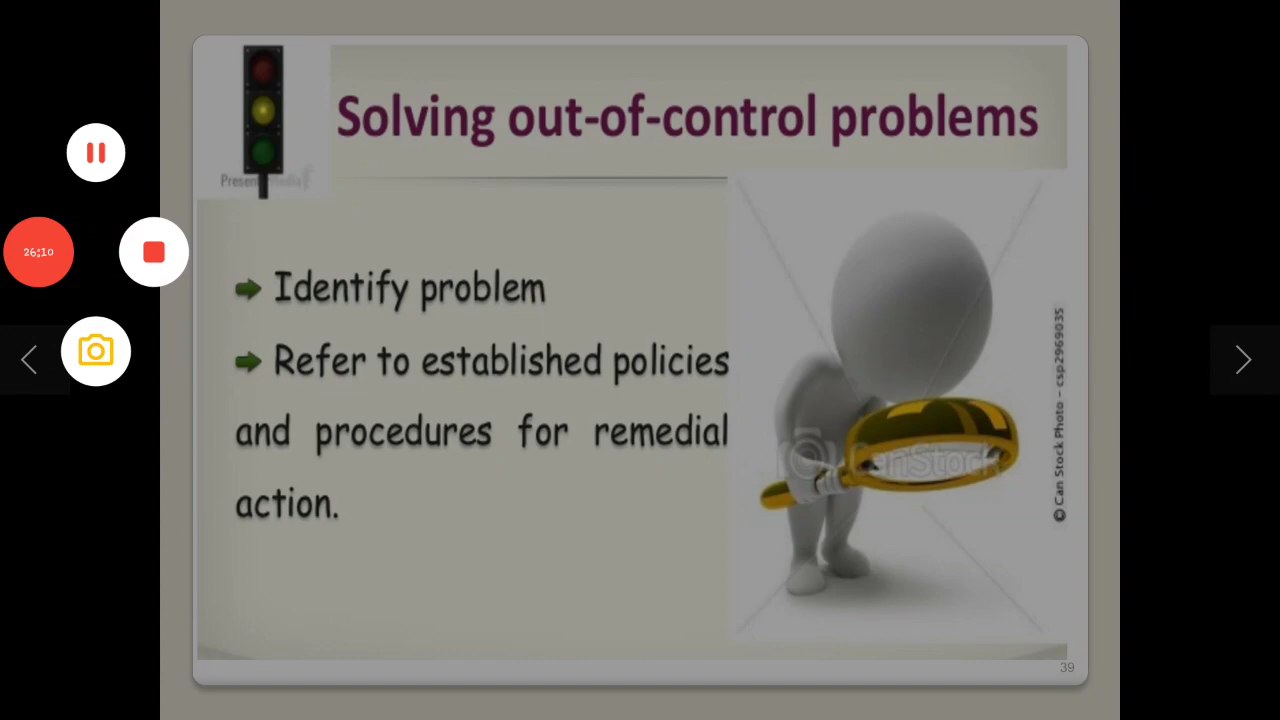 Solving out-of-control problems
26:10
Identify problem
Refer to established policies
and procedures for remedial
action.
CanStock
© Can Stock Photo - csp2969035
39